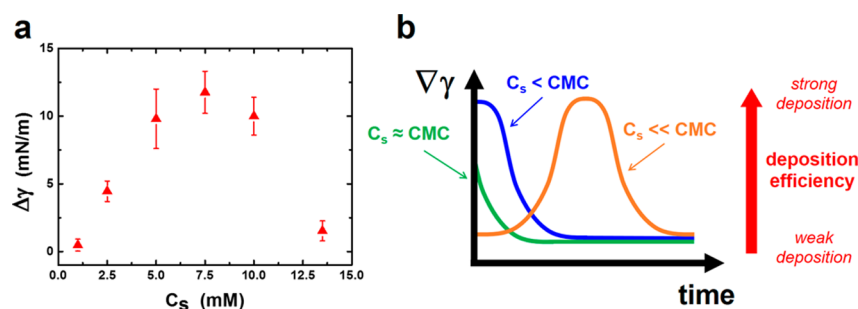 a
15
10
5
0
Δγ (mN/m)
0.0 2.5 5.0 7.5 10.0 12.5 15.0
Cs (mM)
b
∇γ
Cs < CMC
Cs ≈ CMC
Cs << CMC
time
strong
deposition
deposition
efficiency
weak
deposition